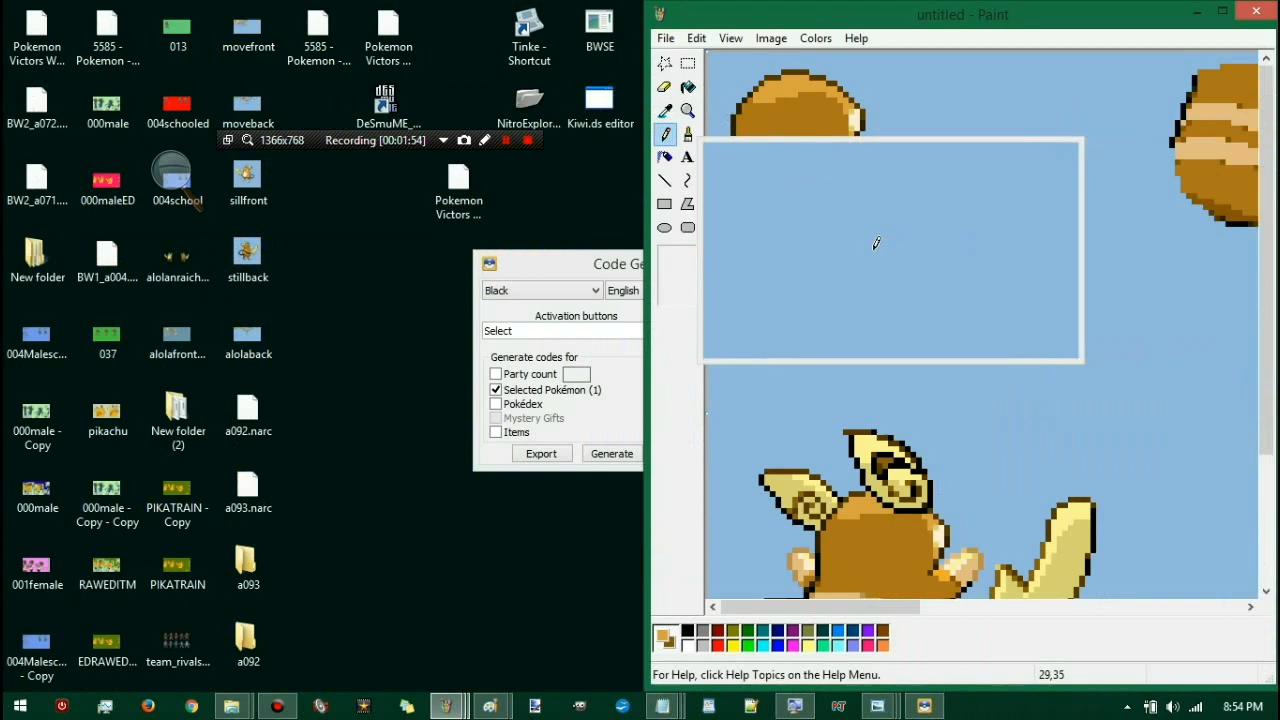 Pokemon
Victors W...
5585 -
Pokemon -...
013
movefront
5585 -
Pokemon -...
Pokemon
Victors ...
Tinke -
Shortcut
BWSE
BW2_a072....
000male
004schooled
moveback
DeSmuME_...
NitroExplor...
Kiwi.ds editor
1366x768
Recording [00:01:54]
BW2_a071....
000maleED
004school
sillfront
Pokemon
Victors ...
New folder
BW1_a004....
alolanraich...
stillback
004Malesc...
037
alolafront...
alolaback
000male -
Copy
pikachu
New folder
(2)
a092.narc
000male
000male -
Copy - Copy
PIKATRAIN -
Copy
a093.narc
001female
RAWEDITM
PIKATRAIN
a093
004Malesc...
- Copy
EDRAWED...
team_rivals...
a092
Code Ge
Black
English
Activation buttons
Select
Generate codes for
Party count
Selected Pokémon (1)
Pokédex
Mystery Gifts
Items
Export
Generate
untitled - Paint
File
Edit
View
Image
Colors
Help
A
For Help, click Help Topics on the Help Menu.
29,35
8:54 PM